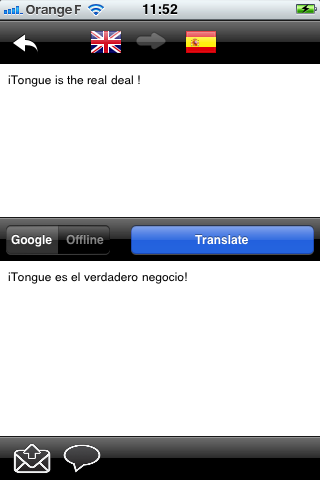 Orange F 11:52
iTongue is the real deal !
Google Offline Translate
iTongue es el verdadero negocio!